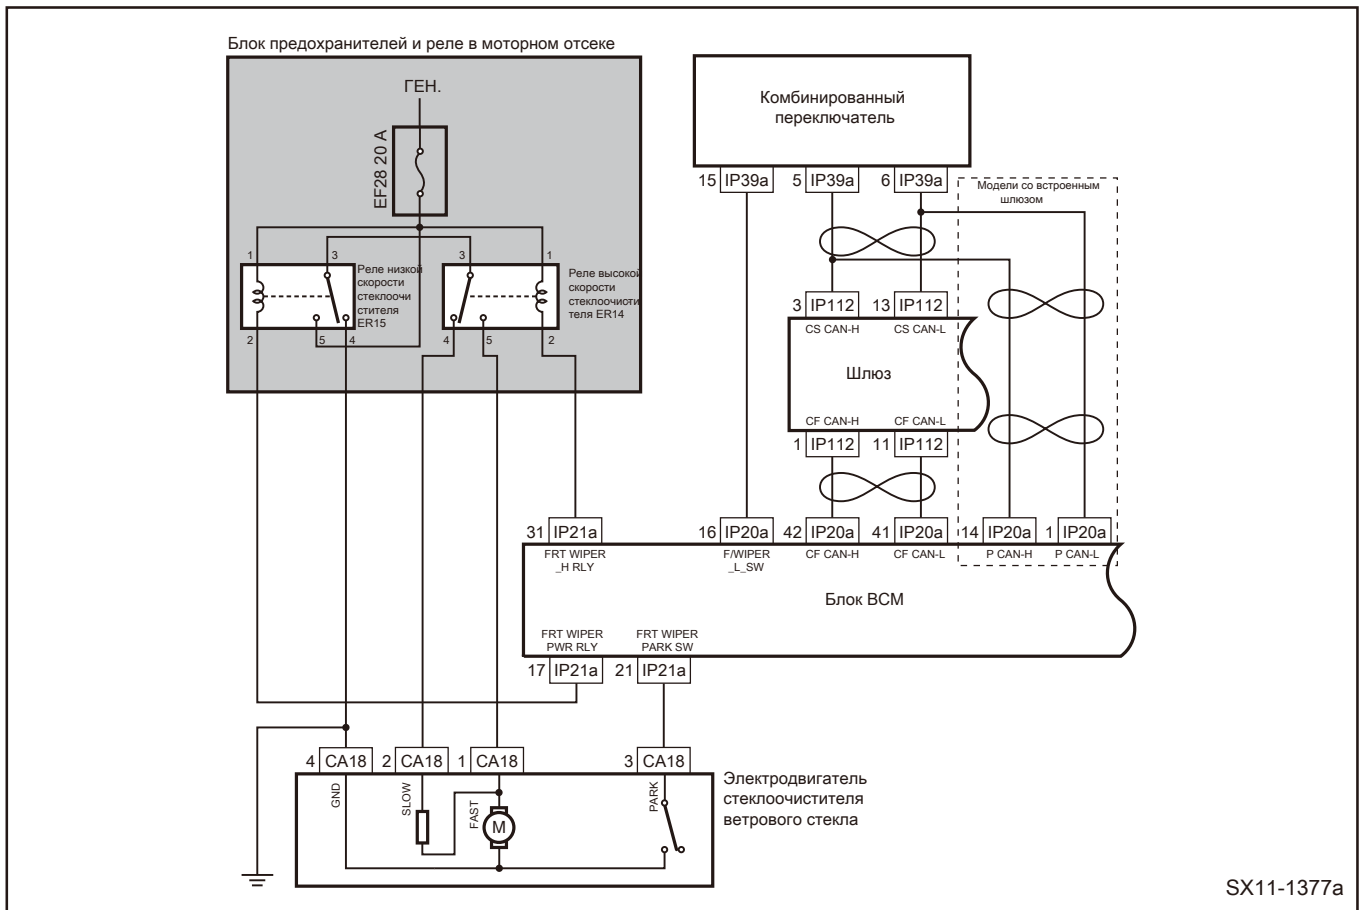 Блок предохранителей и реле в моторном отсеке
ГЕН.
EF28 20 A
1
3
3
1
Реле низкой
скорости
стеклоочи
стителя
ER15
Реле высокой
скорости
стеклоочисти
теля ER14
2
5
4
4
5
2
Комбинированный
переключатель
15 IP39a
5 IP39a
6 IP39a
Модели со встроенным
шлюзом
3 IP112
13 IP112
CS CAN-H
CS CAN-L
Шлюз
CF CAN-H
CF CAN-L
1 IP112
11 IP112
31 IP21a
16 IP20a
42 IP20a
41 IP20a
14 IP20a
1 IP20a
FRT WIPER
_H RLY
F/WIPER
_L_SW
CF CAN-H
CF CAN-L
P CAN-H
P CAN-L
Блок BCM
FRT WIPER
PWR RLY
FRT WIPER
PARK SW
17 IP21a
21 IP21a
4 CA18
2 CA18
1 CA18
3 CA18
GND
SLOW
FAST
M
PARK
Электродвигатель
стеклоочистителя
ветрового стекла
SX11-1377a